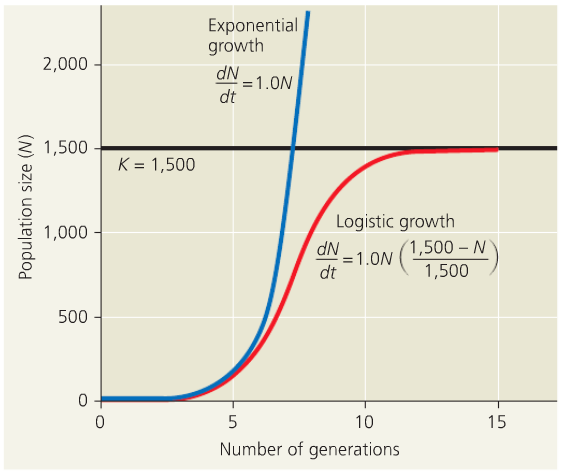 Exponential
growth
dN
dt
=1.0N
2,000
1,500
1,000
500
0
Population size (N)
K = 1,500
Logistic growth
dN
dt
=1.0N
(1,500 – N)
1,500
0
5
10
15
Number of generations